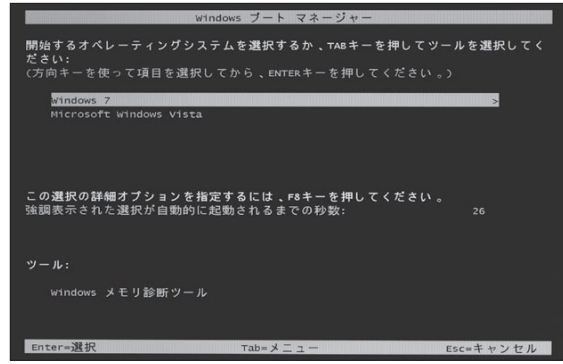 Windows ブート マネージャー
開始するオペレーティングシステムを選択するか、TABキーを押してツールを選択してく
ださい:
(方向キーを使って項目を選択してから、ENTERキーを押してください。)
Windows 7 >
Microsoft Windows Vista
この選択の詳細オプションを指定するには、F8キーを押してください。
強調表示された選択が自動的に起動されるまでの秒数: 26
ツール:
Windows メモリ診断ツール
Enter=選択 Tab=メニュー Esc=キャンセル